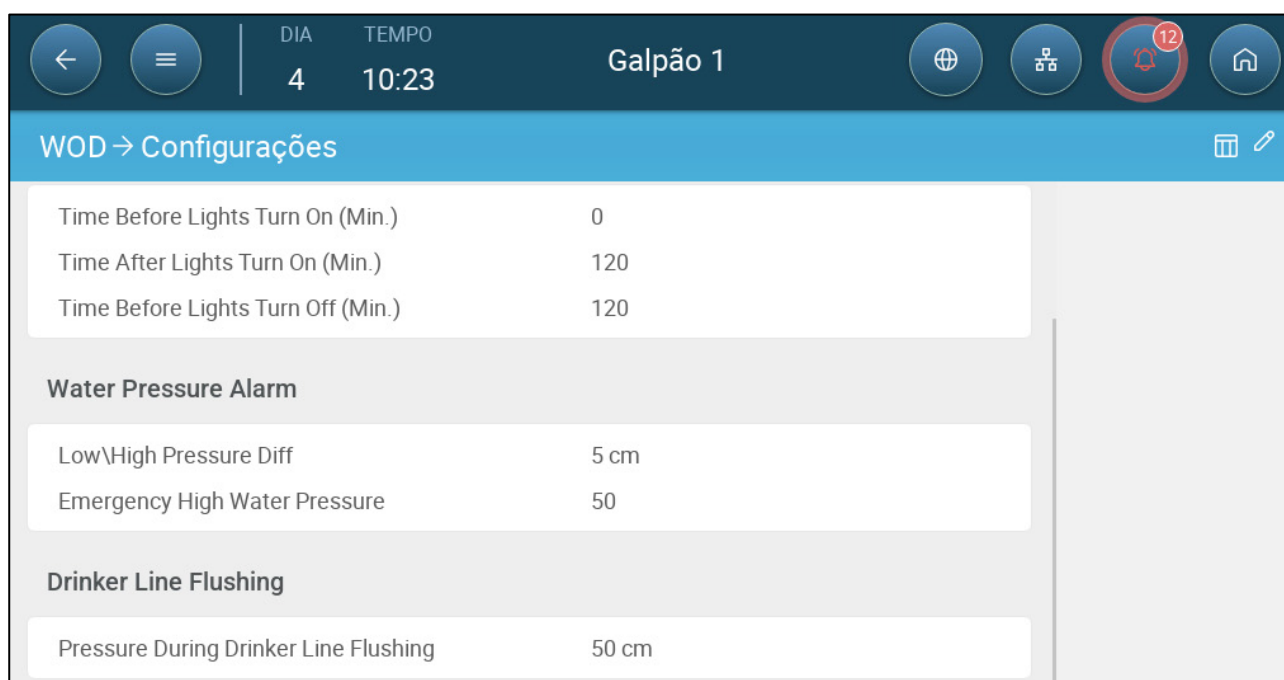 DIA TEMPO
4 10:23
Galpão 1
12
WOD → Configurações
Time Before Lights Turn On (Min.) 0
Time After Lights Turn On (Min.) 120
Time Before Lights Turn Off (Min.) 120
Water Pressure Alarm
Low\High Pressure Diff 5 cm
Emergency High Water Pressure 50
Drinker Line Flushing
Pressure During Drinker Line Flushing 50 cm